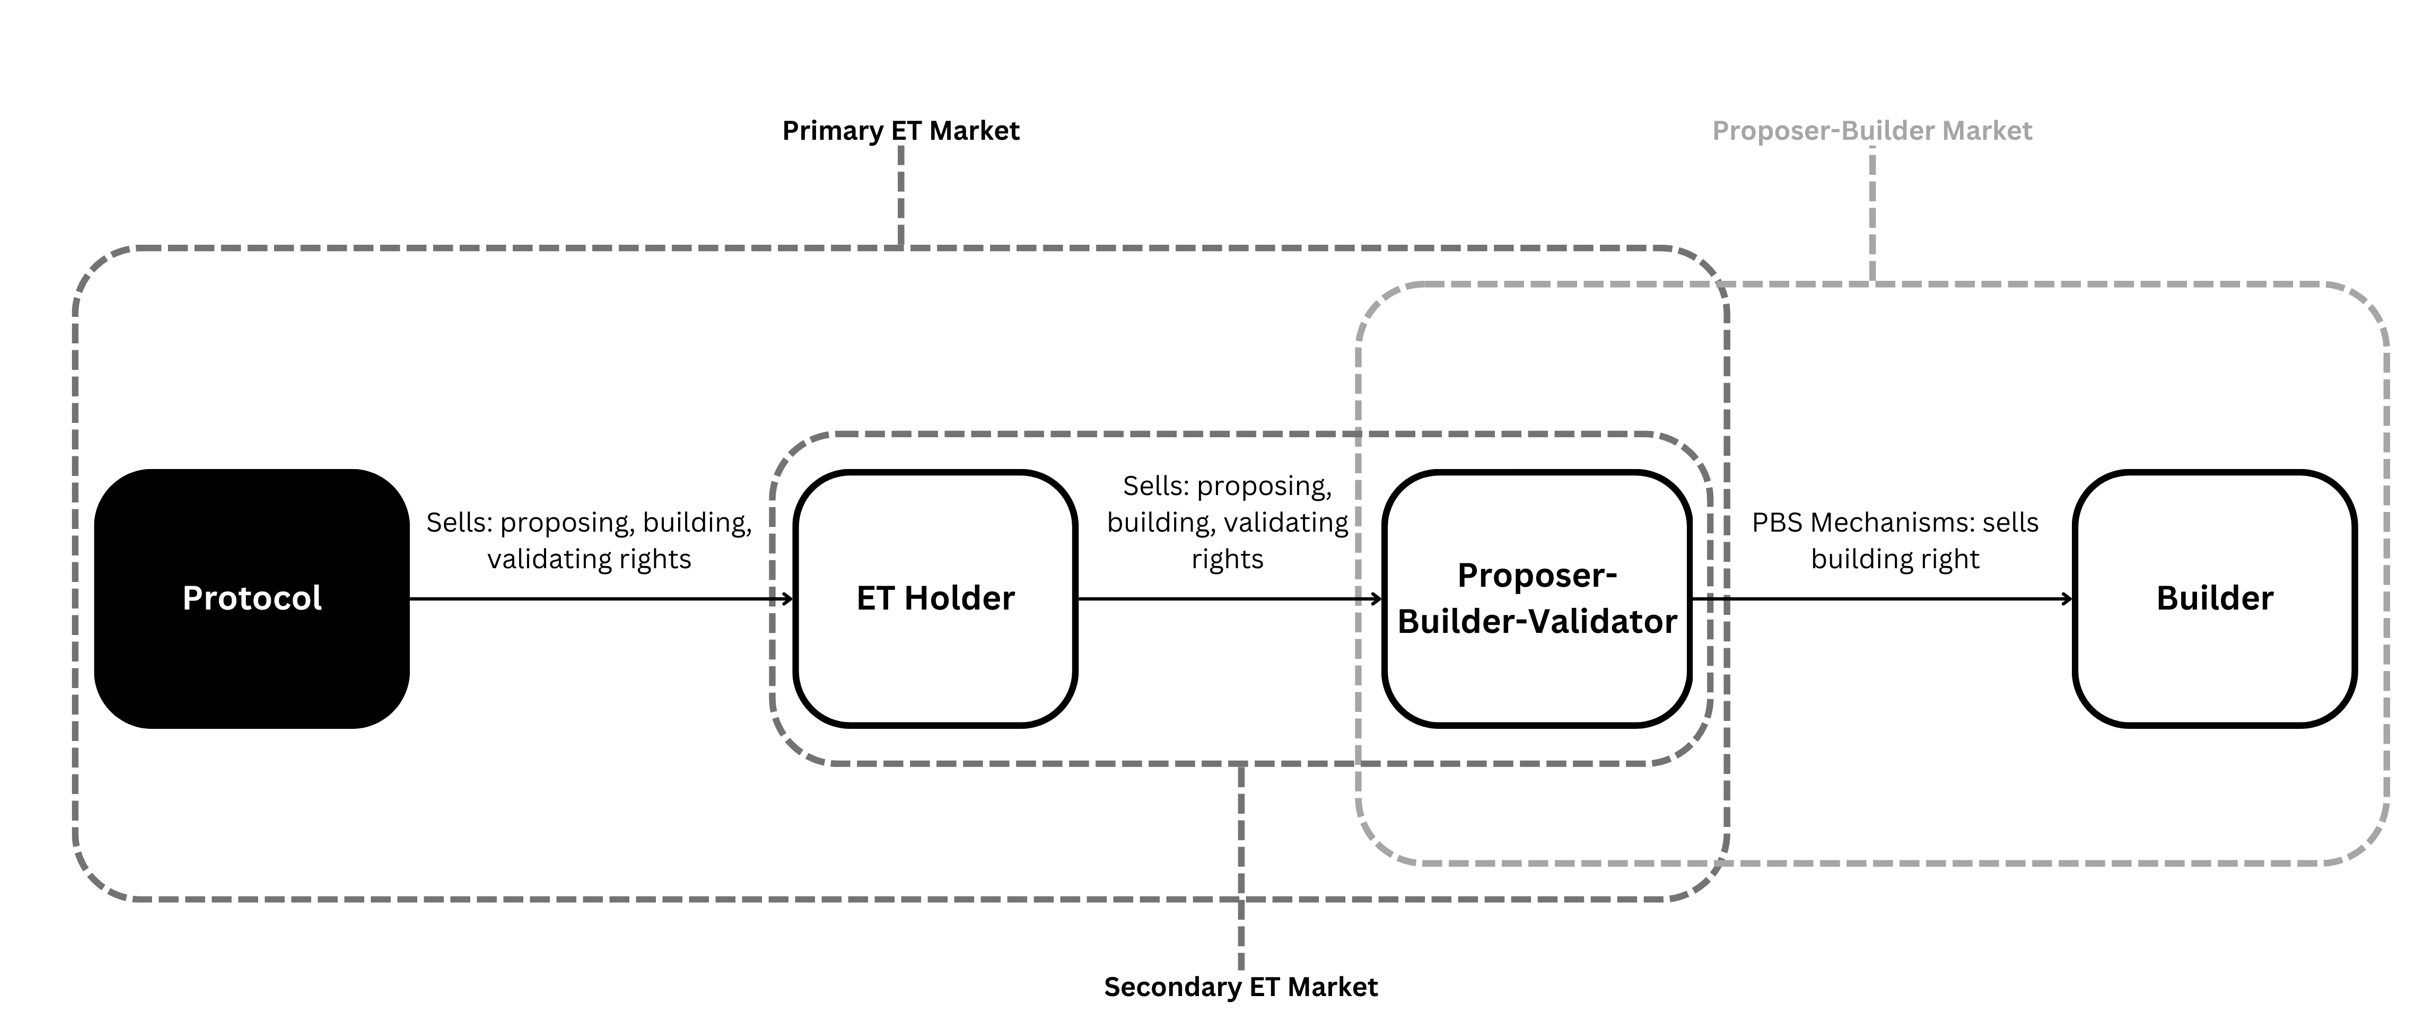 Primary ET Market
Proposer-Builder Market
Protocol
Sells: proposing, building,
validating rights
ET Holder
Sells: proposing,
building, validating
rights
Proposer-
Builder-Validator
PBS Mechanisms: sells
building right
Builder
Secondary ET Market